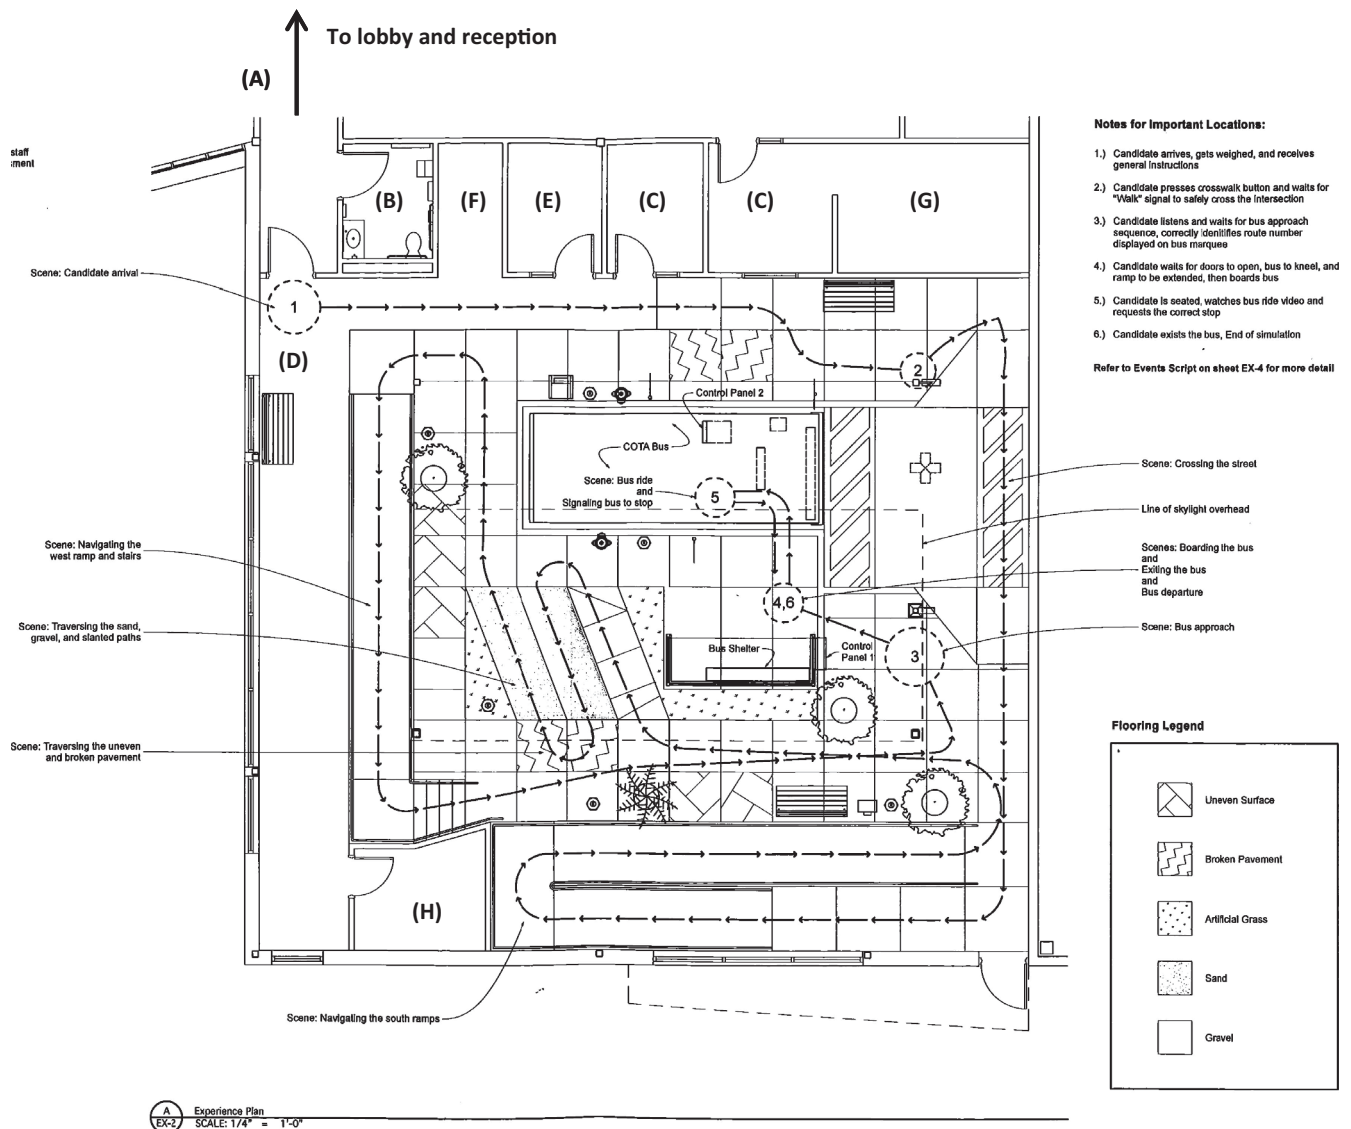 To lobby and reception
(A)
staff
ment
(B)
(F)
(E)
(C)
(C)
(G)
Scene: Candidate arrival
1
(D)
2
Control Panel 2
COTA Bus
Scene: Bus ride
and
Signaling bus to stop
5
Scene: Navigating the
west ramp and stairs
4,6
Scene: Traversing the sand,
gravel, and slanted paths
Bus Shelter
Control
Panel 1
3
Scene: Traversing the uneven
and broken pavement
(H)
Scene: Navigating the south ramps
Notes for Important Locations:
1.) Candidate arrives, gets weighed, and receives
general instructions
2.) Candidate presses crosswalk button and waits for
"Walk" signal to safely cross the intersection
3.) Candidate listens and waits for bus approach
sequence, correctly idenitifies route number
displayed on bus marquee
4.) Candidate waits for doors to open, bus to kneel, and
ramp to be extended, then boards bus
5.) Candidate is seated, watches bus ride video and
requests the correct stop
6.) Candidate exists the bus, End of simulation
Refer to Events Script on sheet EX-4 for more detail
Scene: Crossing the street
Line of skylight overhead
Scenes: Boarding the bus
and
Exiting the bus
and
Bus departure
Scene: Bus approach
Flooring Legend
Uneven Surface
Broken Pavement
Artificial Grass
Sand
Gravel
A
EX-2
Experience Plan
SCALE: 1/4" = 1'-0"